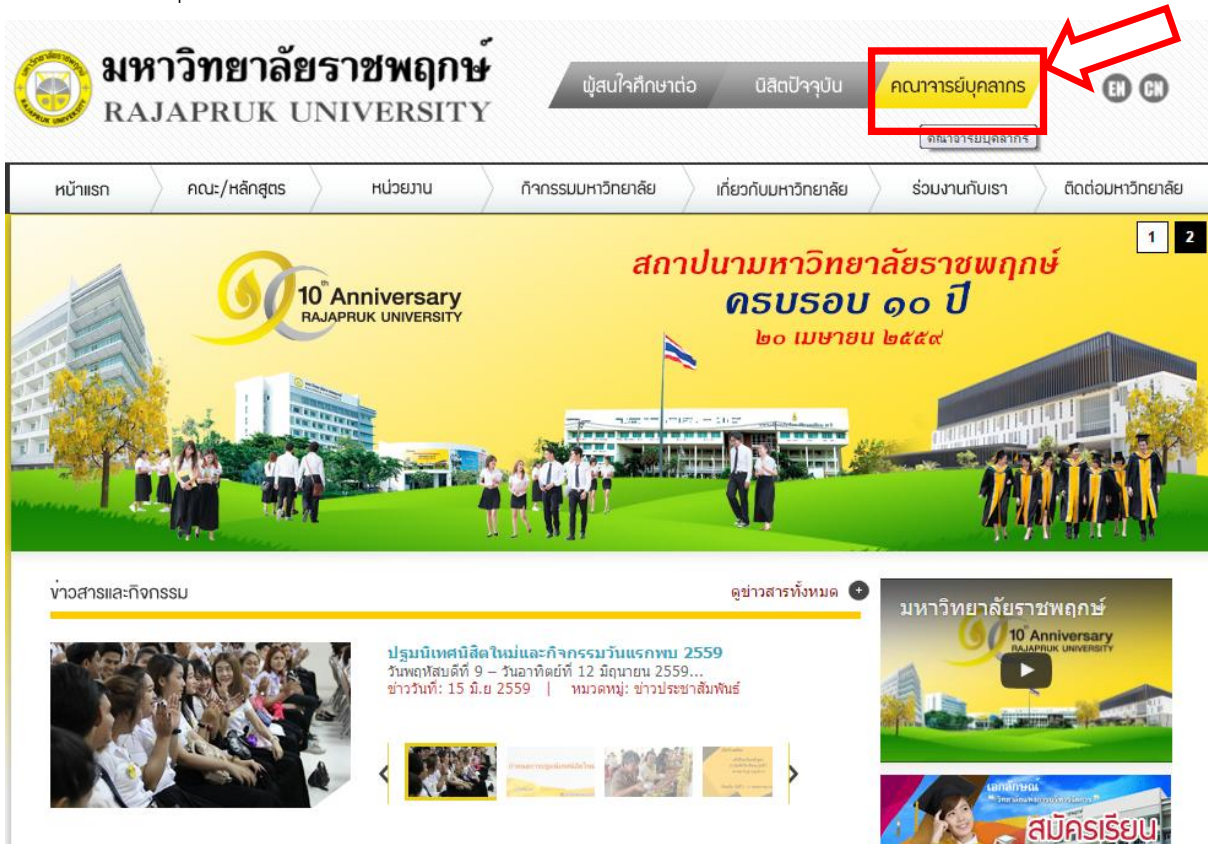 มหาวิทยาลัยราชพฤกษ์
RAJAPRUK UNIVERSITY
ผู้สนใจศึกษาต่อ
นิสิตปัจจุบัน
คณาจารย์บุคลากร
EN CN
คณาจารย์บุคลากร
หน้าแรก
คณะ/หลักสูตร
หน่วยงาน
กิจกรรมมหาวิทยาลัย
เกี่ยวกับมหาวิทยาลัย
ร่วมงานกับเรา
ติดต่อมหาวิทยาลัย
1 2
10th Anniversary
RAJAPRUK UNIVERSITY
สถาปนามหาวิทยาลัยราชพฤกษ์
ครบรอบ ๑๐ ปี
๒๐ เมษายน ๒๕๕๙
ข่าวสารและกิจกรรม
ดูข่าวสารทั้งหมด
ปฐมนิเทศนิสิตใหม่และกิจกรรมวันแรกพบ 2559
วันพฤหัสบดีที่ 9 – วันอาทิตย์ที่ 12 มิถุนายน 2559...
ข่าววันที่: 15 มิ.ย 2559 | หมวดหมู่: ข่าวประชาสัมพันธ์
มหาวิทยาลัยราชพฤกษ์
10th Anniversary
RAJAPRUK UNIVERSITY
เอกลักษณ์
สมัครเรียน